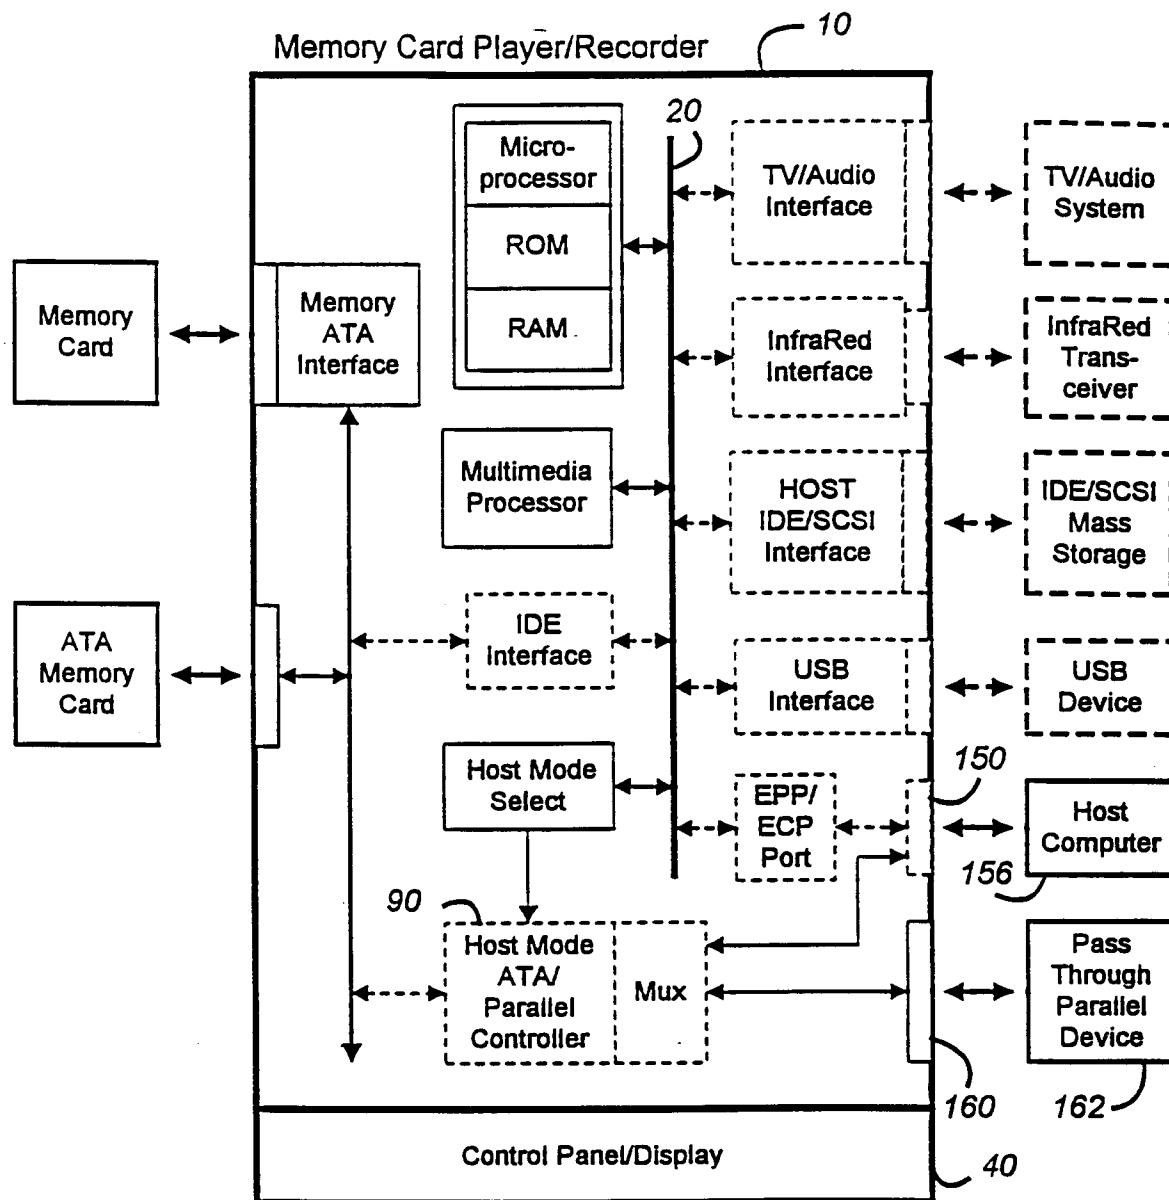 10
Memory Card Player/Recorder
20
Micro-
processor
ROM
RAM
TV/Audio
Interface
TV/Audio
System
Memory
Card
Memory
ATA
Interface
InfraRed
Interface
InfraRed
Trans-
ceiver
Multimedia
Processor
HOST
IDE/SCSI
Interface
IDE/SCSI
Mass
Storage
ATA
Memory
Card
IDE
Interface
USB
Interface
USB
Device
Host Mode
Select
EPP/
ECP
Port
150
Host
Computer
156
90
Host Mode
ATA/
Parallel
Controller
Mux
Pass
Through
Parallel
Device
160
162
Control Panel/Display
40